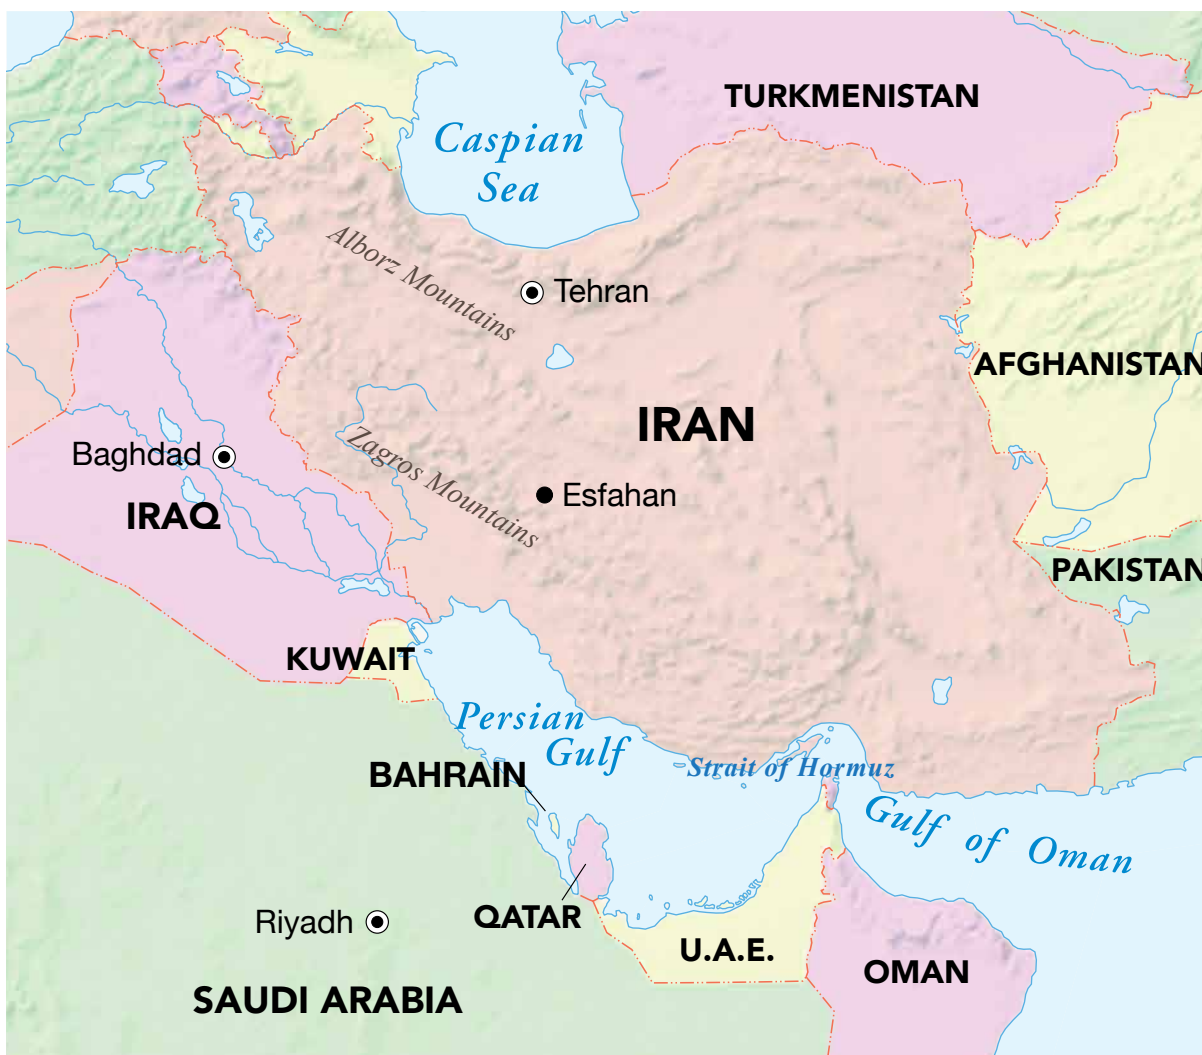 TURKMENISTAN
Caspian
Sea
Alborz Mountains
Tehran
AFGHANISTAN
IRAN
Baghdad
Zagros Mountains
Esfahan
IRAQ
PAKISTAN
KUWAIT
Persian
Gulf
Strait of Hormuz
BAHRAIN
Gulf of Oman
QATAR
Riyadh
U.A.E.
OMAN
SAUDI ARABIA